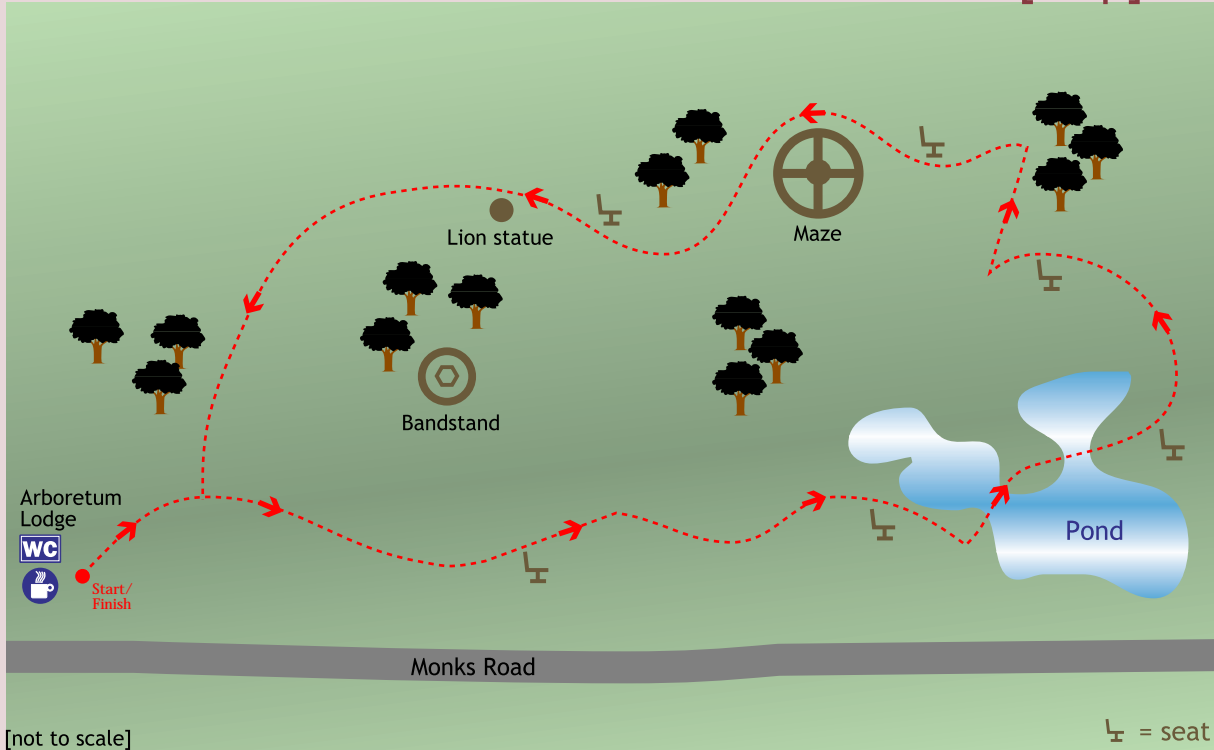 Maze
Lion statue
Bandstand
Arboretum
Lodge
WC
Start/
Finish
Pond
Monks Road
[not to scale]
= seat